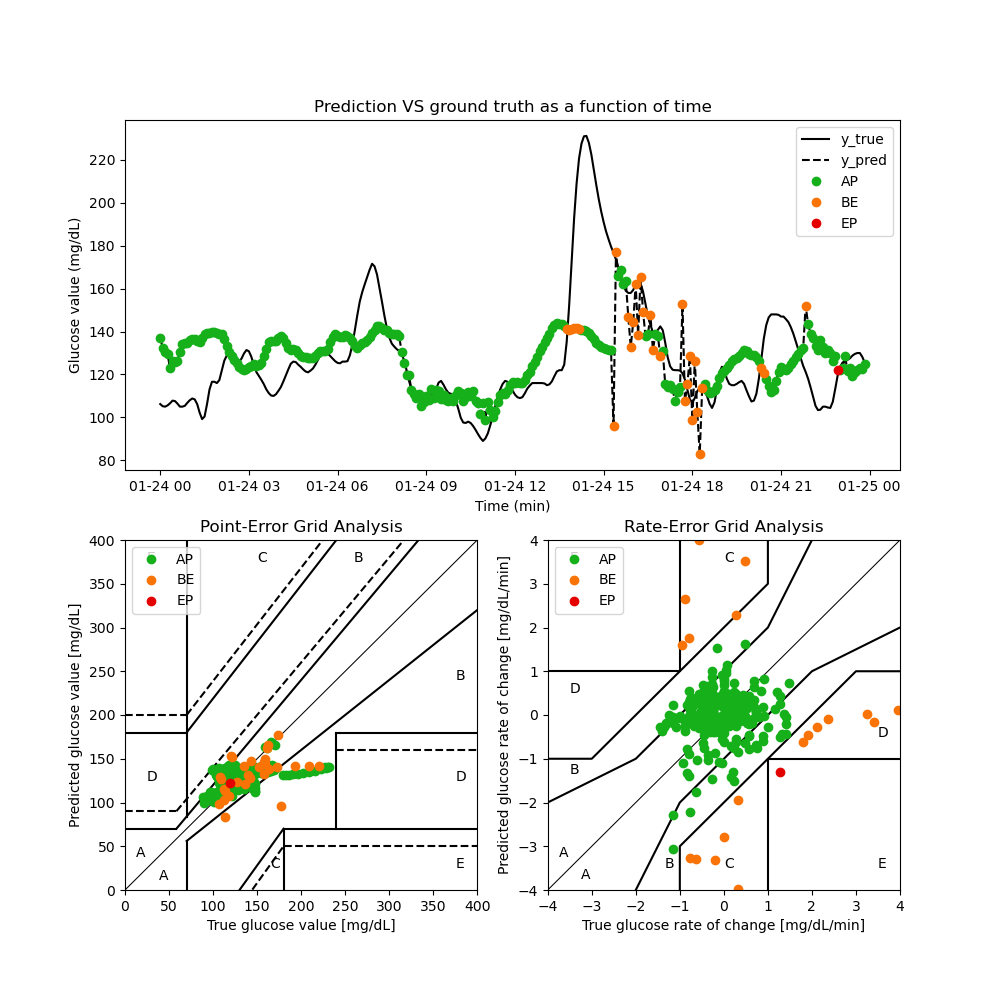 Prediction VS ground truth as a function of time
Glucose value (mg/dL)
220
200
180
160
140
120
100
80
y_true
y_pred
AP
BE
EP
01-24 00 01-24 03 01-24 06 01-24 09 01-24 12 01-24 15 01-24 18 01-24 21 01-25 00
Time (min)
Point-Error Grid Analysis
Predicted glucose value [mg/dL]
400
350
300
250
200
150
100
50
0
AP
BE
EP
C
B
B
D
D
A
A
C
E
0 50 100 150 200 250 300 350 400
True glucose value [mg/dL]
Rate-Error Grid Analysis
Predicted glucose rate of change [mg/dL/min]
4
3
2
1
0
−1
−2
−3
−4
AP
BE
EP
C
D
D
B
A
A
B
C
E
−4 −3 −2 −1 0 1 2 3 4
True glucose rate of change [mg/dL/min]